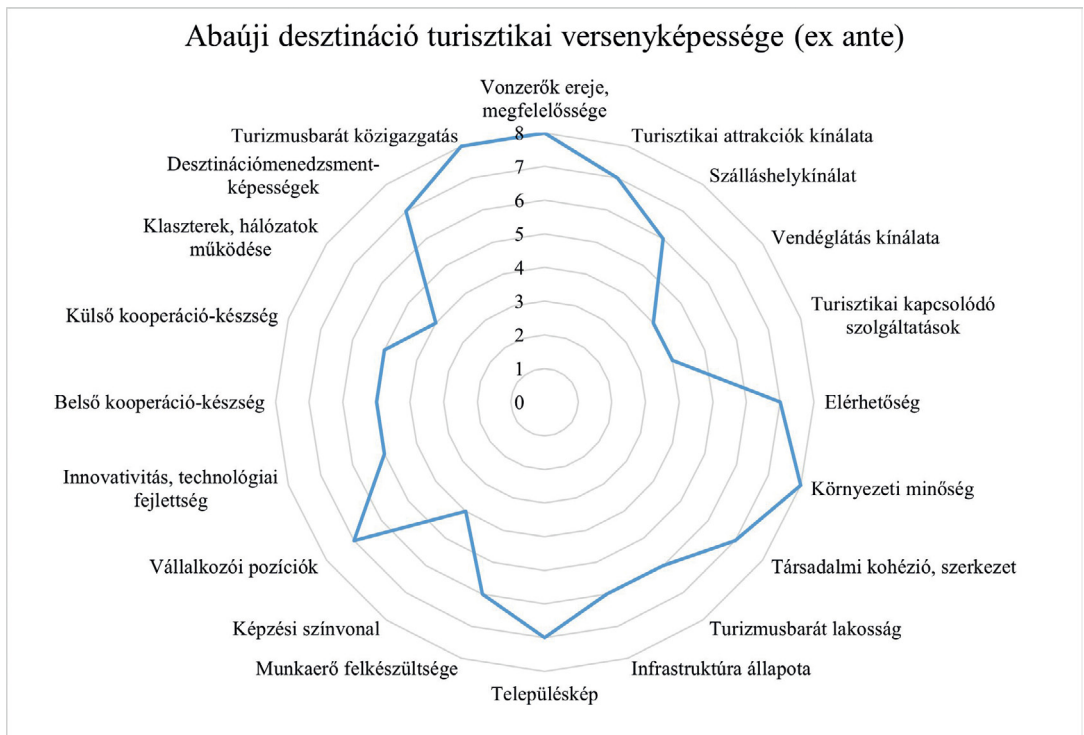 Abaúji desztináció turisztikai versenyképessége (ex ante)
Vonzerők ereje,
megfelelőssége
Turisztikai attrakciók kínálata
Szálláshelykínálat
Vendéglátás kínálata
Turisztikai kapcsolódó
szolgáltatások
Elérhetőség
Környezeti minőség
Társadalmi kohézió, szerkezet
Turizmusbarát lakosság
Infrastruktúra állapota
Településkép
Munkaerő felkészültsége
Képzési színvonal
Vállalkozói pozíciók
Innovativitás, technológiai
fejlettség
Belső kooperáció-készség
Külső kooperáció-készség
Klaszterek, hálózatok
működése
Desztinációmenedzsment-
képességek
Turizmusbarát közigazgatás
8
7
6
5
4
3
2
1
0